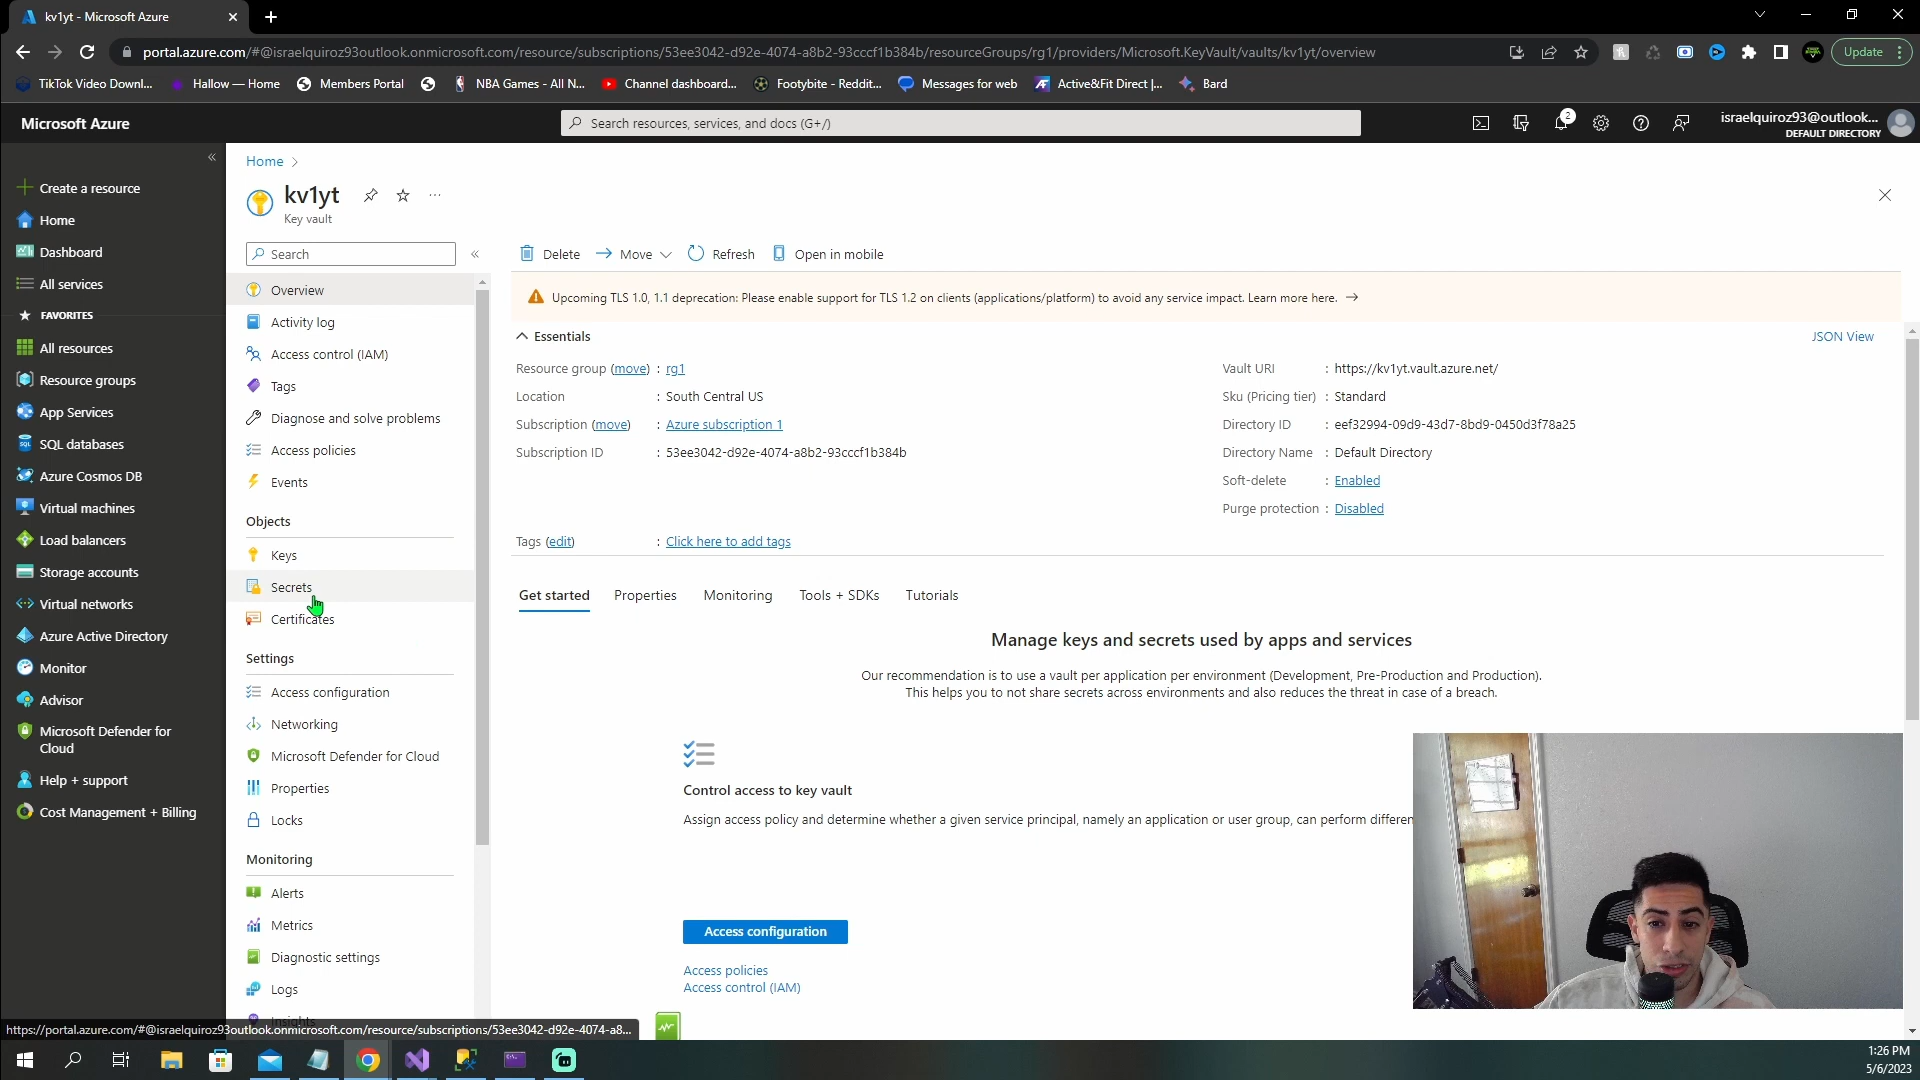 kv1yt - Microsoft Azure
portal.azure.com/#@israelquiroz93outlook.onmicrosoft.com/resource/subscriptions/53ee3042-d92e-4074-a8b2-93cccf1b384b/resourceGroups/rg1/providers/Microsoft.KeyVault/vaults/kv1yt/overview
Update
TikTok Video Downl...
Hallow — Home
Members Portal
NBA Games - All N...
Channel dashboard...
Footybite - Reddit...
Messages for web
Active&Fit Direct |...
Bard
Microsoft Azure
Search resources, services, and docs (G+/)
2
israelquiroz93@outlook...
DEFAULT DIRECTORY
Create a resource
Home
Dashboard
All services
FAVORITES
All resources
Resource groups
App Services
SQL databases
Azure Cosmos DB
Virtual machines
Load balancers
Storage accounts
Virtual networks
Azure Active Directory
Monitor
Advisor
Microsoft Defender for
Cloud
Help + support
Cost Management + Billing
Home
kv1yt
Key vault
Search
Overview
Activity log
Access control (IAM)
Tags
Diagnose and solve problems
Access policies
Events
Objects
Keys
Secrets
Certificates
Settings
Access configuration
Networking
Microsoft Defender for Cloud
Properties
Locks
Monitoring
Alerts
Metrics
Diagnostic settings
Logs
Insights
Delete
Move
Refresh
Open in mobile
Upcoming TLS 1.0, 1.1 deprecation: Please enable support for TLS 1.2 on clients (applications/platform) to avoid any service impact. Learn more here.
Essentials
JSON View
Resource group (move) : rg1
Location : South Central US
Subscription (move) : Azure subscription 1
Subscription ID : 53ee3042-d92e-4074-a8b2-93cccf1b384b
Vault URI : https://kv1yt.vault.azure.net/
Sku (Pricing tier) : Standard
Directory ID : eef32994-09d9-43d7-8bd9-0450d3f78a25
Directory Name : Default Directory
Soft-delete : Enabled
Purge protection : Disabled
Tags (edit) : Click here to add tags
Get started
Properties
Monitoring
Tools + SDKs
Tutorials
Manage keys and secrets used by apps and services
Our recommendation is to use a vault per application per environment (Development, Pre-Production and Production).
This helps you to not share secrets across environments and also reduces the threat in case of a breach.
Control access to key vault
Assign access policy and determine whether a given service principal, namely an application or user group, can perform differen
Access configuration
Access policies
Access control (IAM)
https://portal.azure.com/#@israelquiroz93outlook.onmicrosoft.com/resource/subscriptions/53ee3042-d92e-4074-a8...
1:26 PM
5/6/2023